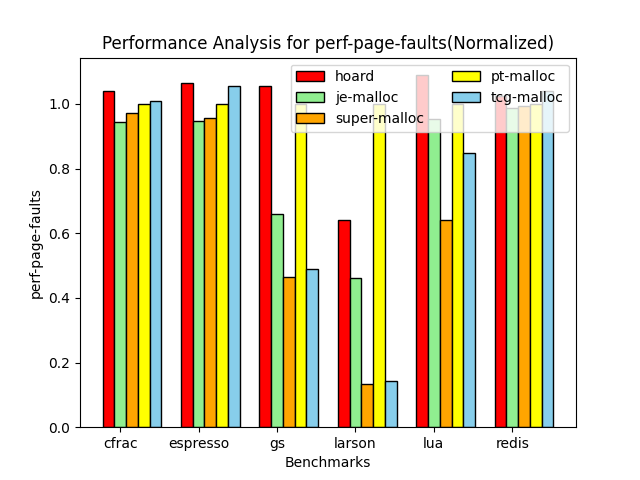 Performance Analysis for perf-page-faults(Normalized)
hoard
je-malloc
super-malloc
pt-malloc
tcg-malloc
perf-page-faults
1.0
0.8
0.6
0.4
0.2
0.0
cfrac espresso gs larson lua redis
Benchmarks